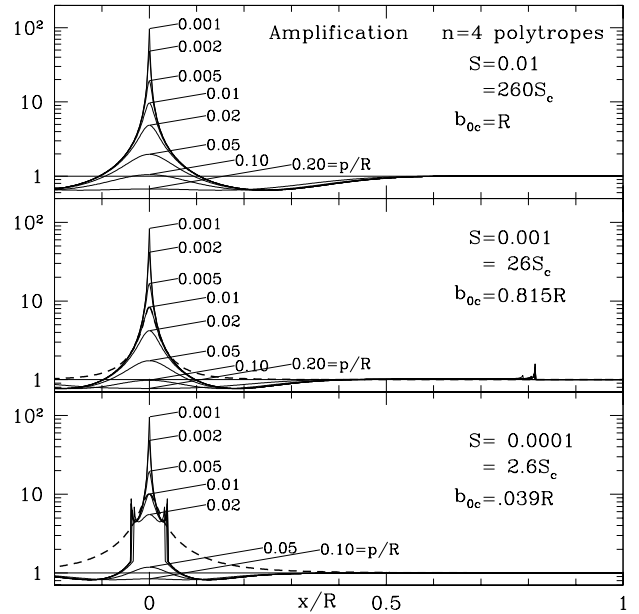 Amplification n=4 polytropes
S=0.01
=260S_c
b_0c=R
10²
10
1
0.001
0.002
0.005
0.01
0.02
0.05
0.10
0.20=p/R
S=0.001
= 26S_c
b_0c=0.815R
10²
10
1
0.001
0.002
0.005
0.01
0.02
0.05
0.10
0.20=p/R
S= 0.0001
= 2.6S_c
b_0c=.039R
10²
10
1
0.001
0.002
0.005
0.01
0.02
0.05
0.10=p/R
0
0.5
1
x/R